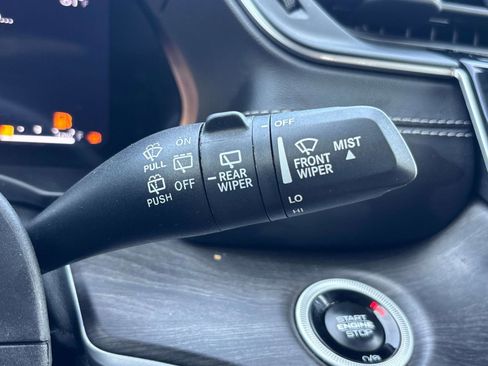 ON
PULL
OFF
PUSH
REAR
WIPER
OFF
FRONT
WIPER
MIST
LO
HI
START
ENGINE
STOP